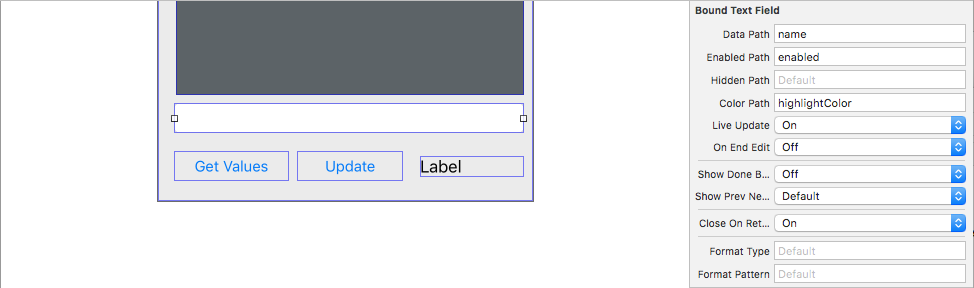 Bound Text Field
Data Path name
Enabled Path enabled
Hidden Path Default
Color Path highlightColor
Live Update On
On End Edit Off
Show Done B... Off
Show Prev Ne... Default
Close On Ret... On
Format Type Default
Format Pattern Default
Get Values Update Label